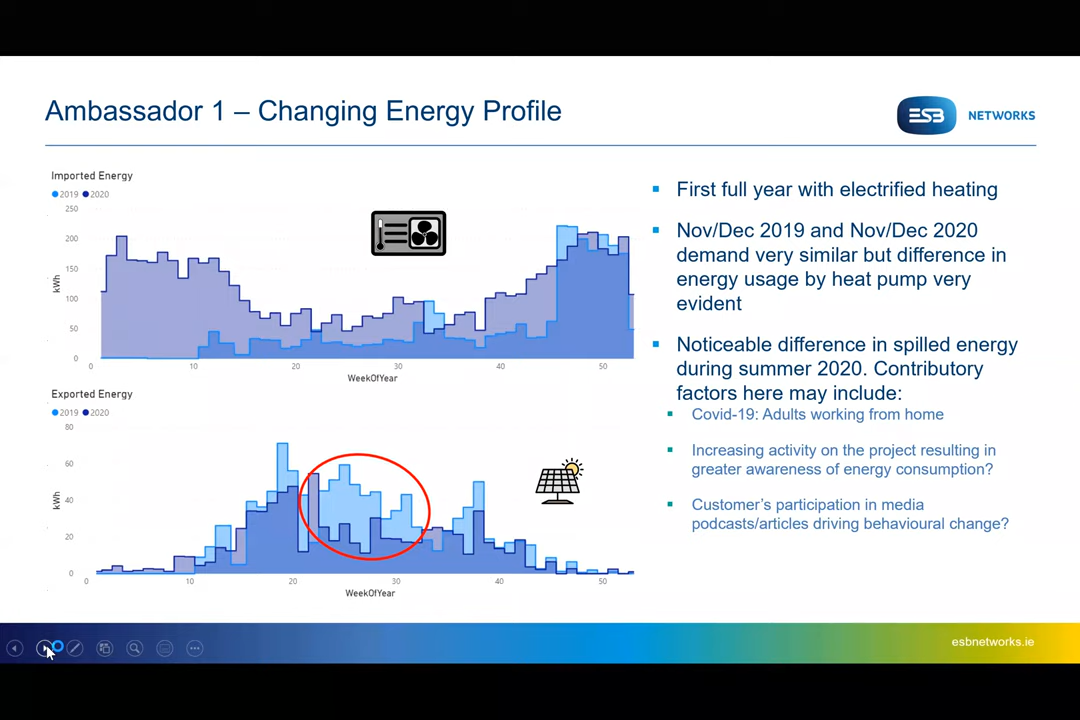 Ambassador 1 – Changing Energy Profile
ESB NETWORKS
Imported Energy
2019 2020
250
200
150
100
50
0
kWh
0 10 20 30 40 50
WeekOfYear
Exported Energy
2019 2020
80
60
40
20
0
kWh
0 10 20 30 40 50
WeekOfYear
First full year with electrified heating
Nov/Dec 2019 and Nov/Dec 2020
demand very similar but difference in
energy usage by heat pump very
evident
Noticeable difference in spilled energy
during summer 2020. Contributory
factors here may include:
Covid-19: Adults working from home
Increasing activity on the project resulting in
greater awareness of energy consumption?
Customer's participation in media
podcasts/articles driving behavioural change?
esbnetworks.ie